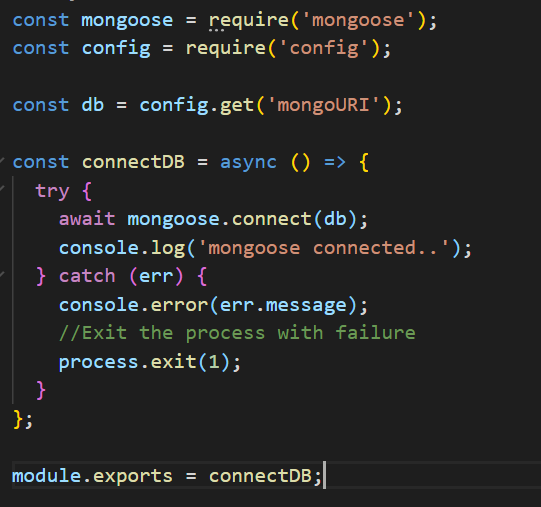 const mongoose = require('mongoose');
const config = require('config');

const db = config.get('mongoURI');

const connectDB = async () => {
  try {
    await mongoose.connect(db);
    console.log('mongoose connected..');
  } catch (err) {
    console.error(err.message);
    //Exit the process with failure
    process.exit(1);
  }
};

module.exports = connectDB;